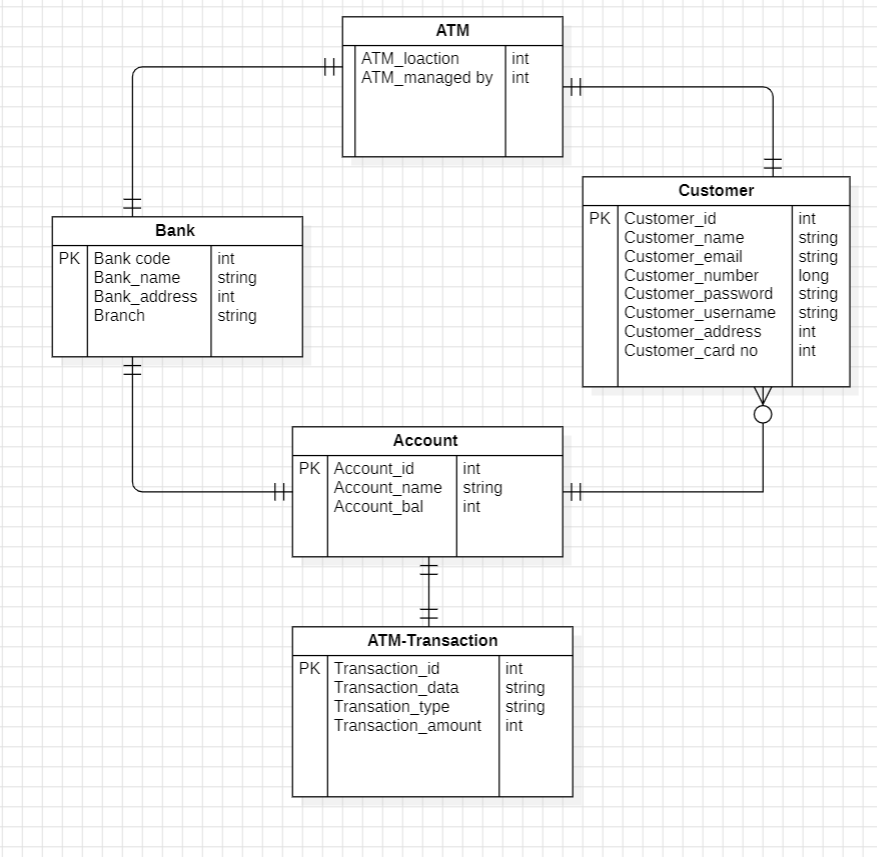 ATM
ATM_loaction int
ATM_managed by int
Customer
PK Customer_id int
Customer_name string
Customer_email string
Customer_number long
Customer_password string
Customer_username string
Customer_address int
Customer_card no int
Bank
PK Bank code int
Bank_name string
Bank_address int
Branch string
Account
PK Account_id int
Account_name string
Account_bal int
ATM-Transaction
PK Transaction_id int
Transaction_data string
Transation_type string
Transaction_amount int